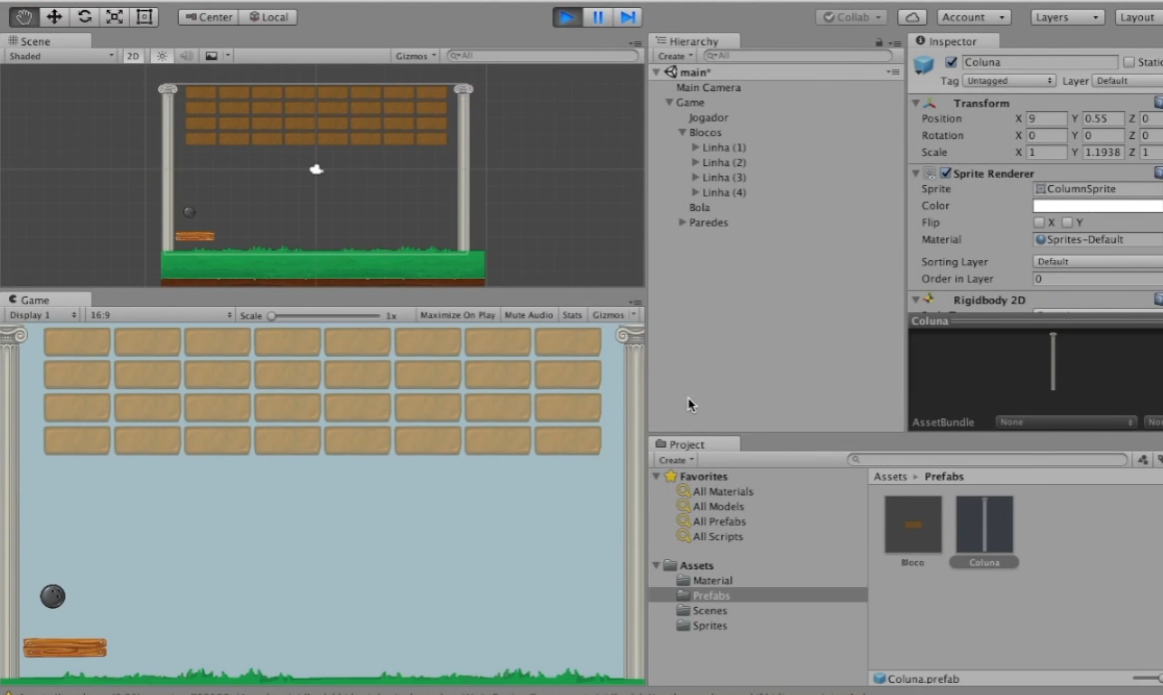 Center Local
Collab Account Layers Layout
Scene
Shaded 2D Gizmos All
Game
Display 1 16:9 Scale 1x Maximize On Play Mute Audio Stats Gizmos
Hierarchy
Create All
main*
Main Camera
Game
Jogador
Blocos
Linha (1)
Linha (2)
Linha (3)
Linha (4)
Bola
Paredes
Inspector
Coluna Static
Tag Untagged Layer Default
Transform
Position X 9 Y 0.55 Z 0
Rotation X 0 Y 0 Z 0
Scale X 1 Y 1.1938 Z 1
Sprite Renderer
Sprite ColumnSprite
Color
Flip X Y
Material Sprites-Default
Sorting Layer Default
Order in Layer 0
Rigidbody 2D
Coluna
AssetBundle None
Project
Create
Favorites
All Materials
All Models
All Prefabs
All Scripts
Assets
Material
Prefabs
Scenes
Sprites
Assets Prefabs
Bloco Coluna
Coluna.prefab